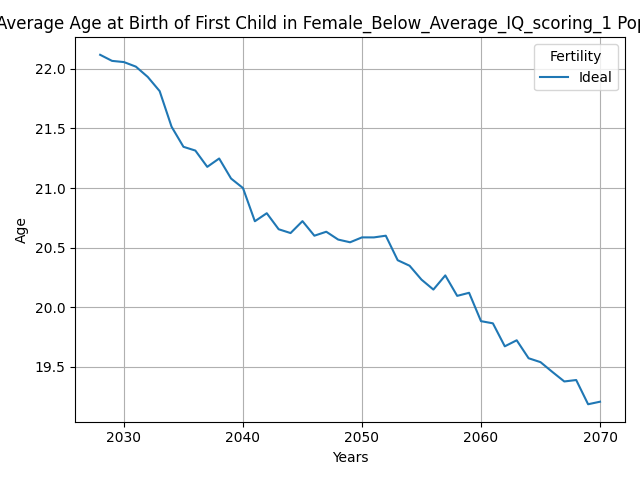 Average Age at Birth of First Child in Female_Below_Average_IQ_scoring_1
Fertility
Ideal
Age
22.0
21.5
21.0
20.5
20.0
19.5
2030 2040 2050 2060 2070
Years